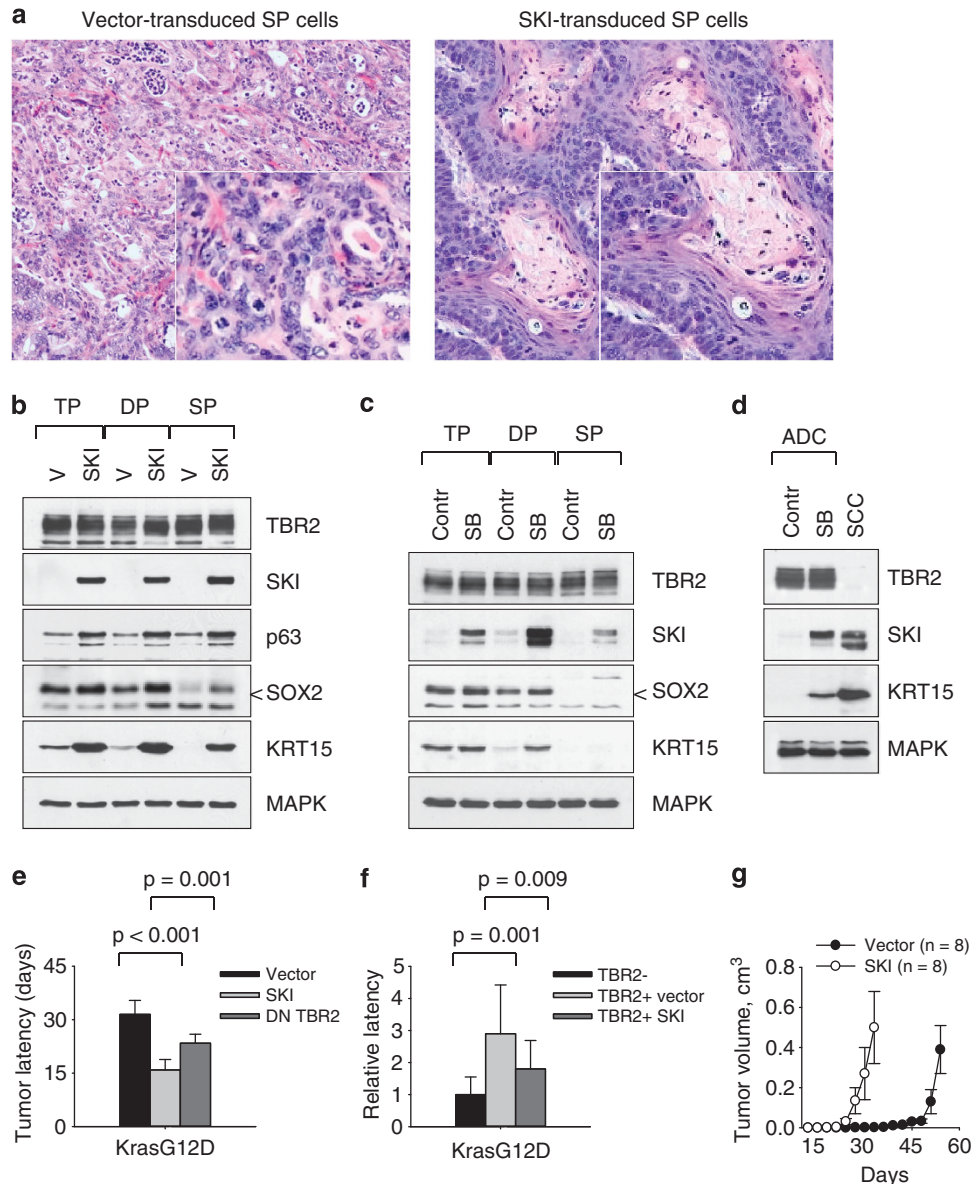 a
Vector-transduced SP cells
SKI-transduced SP cells
b
TP DP SP
V SKI V SKI V SKI
TBR2
SKI
p63
<SOX2
KRT15
MAPK
c
TP DP SP
Contr SB Contr SB Contr SB
TBR2
SKI
<SOX2
KRT15
MAPK
d
ADC
Contr SB SCC
TBR2
SKI
KRT15
MAPK
e
p = 0.001
p < 0.001
Tumor latency (days)
45
30
15
0
Vector
SKI
DN TBR2
KrasG12D
f
p = 0.009
p = 0.001
Relative latency
5
4
3
2
1
0
TBR2-
TBR2+ vector
TBR2+ SKI
KrasG12D
g
Vector (n = 8)
SKI (n = 8)
Tumor volume, cm3
0.8
0.6
0.4
0.2
0.0
15 30 45 60
Days